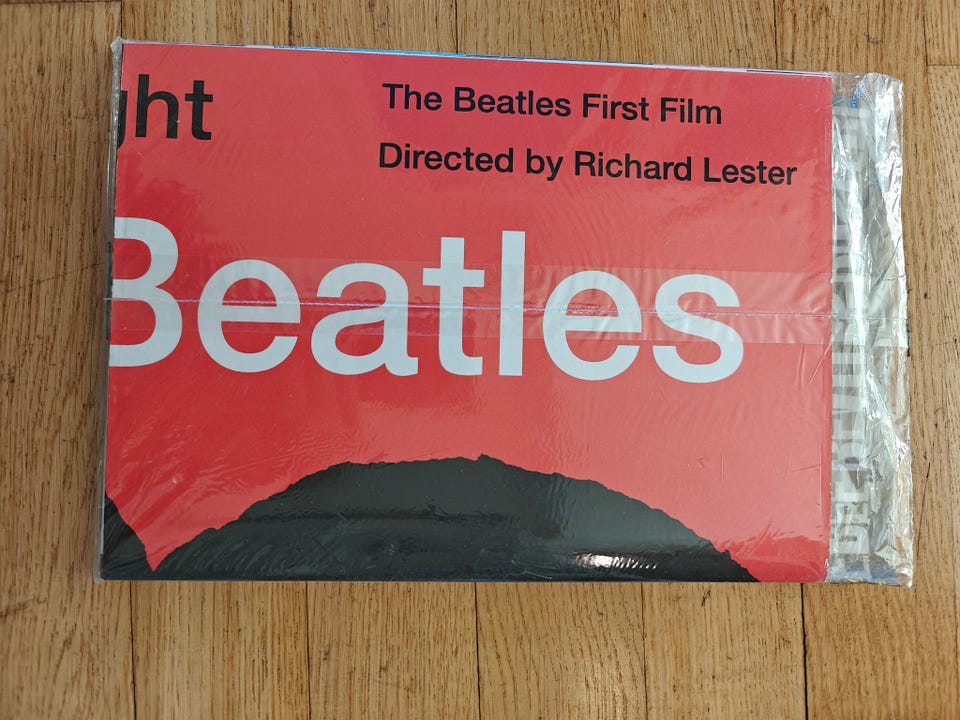 ght
The Beatles First Film
Directed by Richard Lester
Beatles